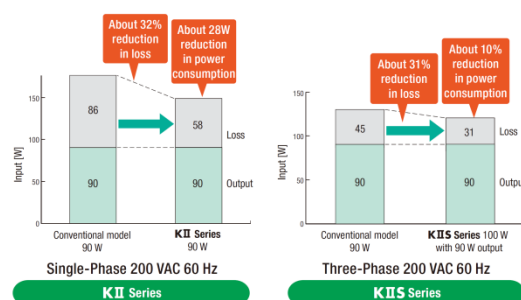 About 32%
reduction
in loss
About 28W
reduction
in power
consumption
Input [W]
150
100
50
0
86
90
58
90
Loss
Output
Conventional model
90 W
KII Series
90 W
Single-Phase 200 VAC 60 Hz
KII Series
About 31%
reduction
in loss
About 10%
reduction
in power
consumption
Input [W]
150
100
50
0
45
90
31
90
Loss
Output
Conventional model
90 W
KIIS Series 100 W
with 90 W output
Three-Phase 200 VAC 60 Hz
KIIS Series